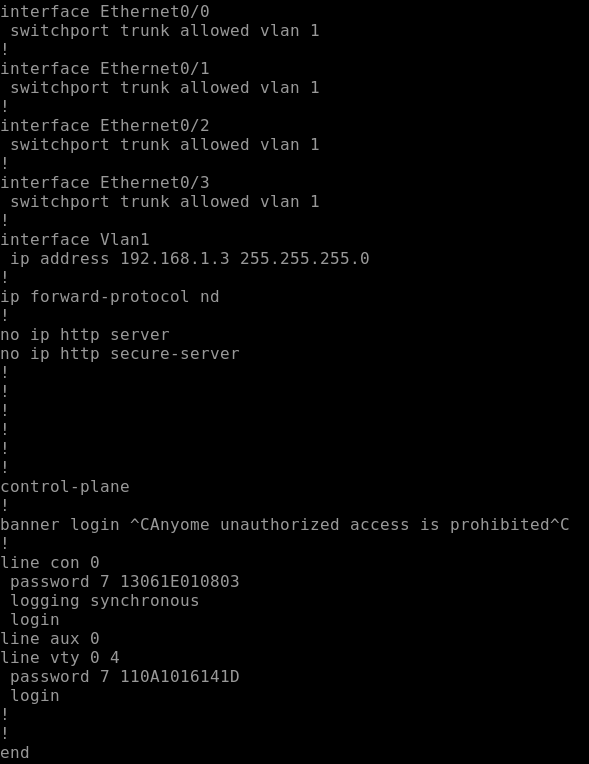 interface Ethernet0/0
 switchport trunk allowed vlan 1
!
interface Ethernet0/1
 switchport trunk allowed vlan 1
!
interface Ethernet0/2
 switchport trunk allowed vlan 1
!
interface Ethernet0/3
 switchport trunk allowed vlan 1
!
interface Vlan1
 ip address 192.168.1.3 255.255.255.0
!
ip forward-protocol nd
!
no ip http server
no ip http secure-server
!
!
!
!
!
!
control-plane
!
banner login ^CAnyome unauthorized access is prohibited^C
!
line con 0
 password 7 13061E010803
 logging synchronous
 login
line aux 0
line vty 0 4
 password 7 110A1016141D
 login
!
!
end